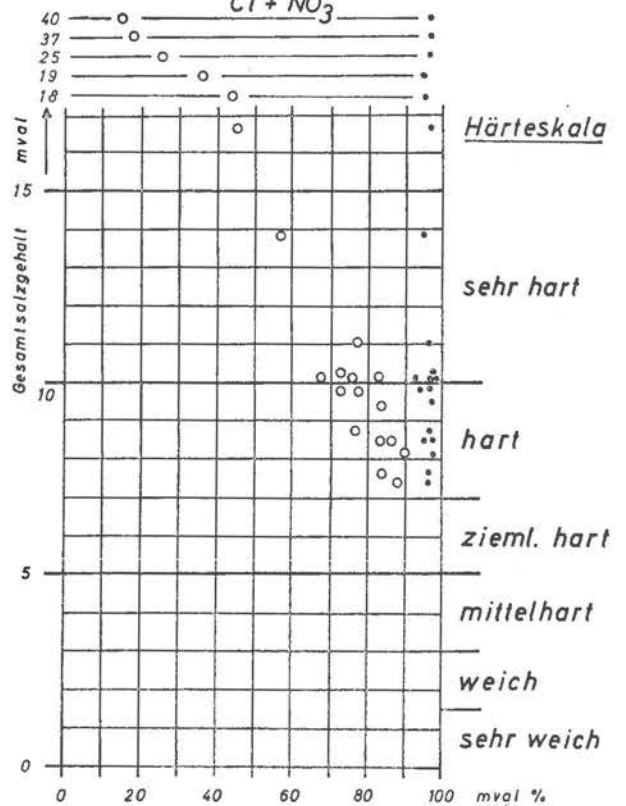 Cl + NO3
40
37
25
19
18
mval
Härteskala
15
Gesamtsalzgehalt
sehr hart
10
hart
zieml. hart
5
mittelhart
weich
sehr weich
0
0 20 40 60 80 100 mval %